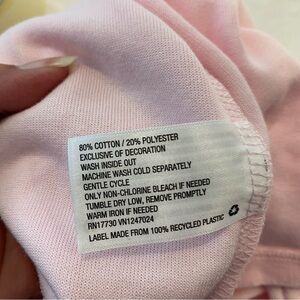 80% COTTON / 20% POLYESTER
EXCLUSIVE OF DECORATION
WASH INSIDE OUT
MACHINE WASH COLD SEPARATELY
GENTLE CYCLE
ONLY NON-CHLORINE BLEACH IF NEEDED
TUMBLE DRY LOW, REMOVE PROMPTLY
WARM IRON IF NEEDED
RN17730 VN1247024
LABEL MADE FROM 100% RECYCLED PLASTIC